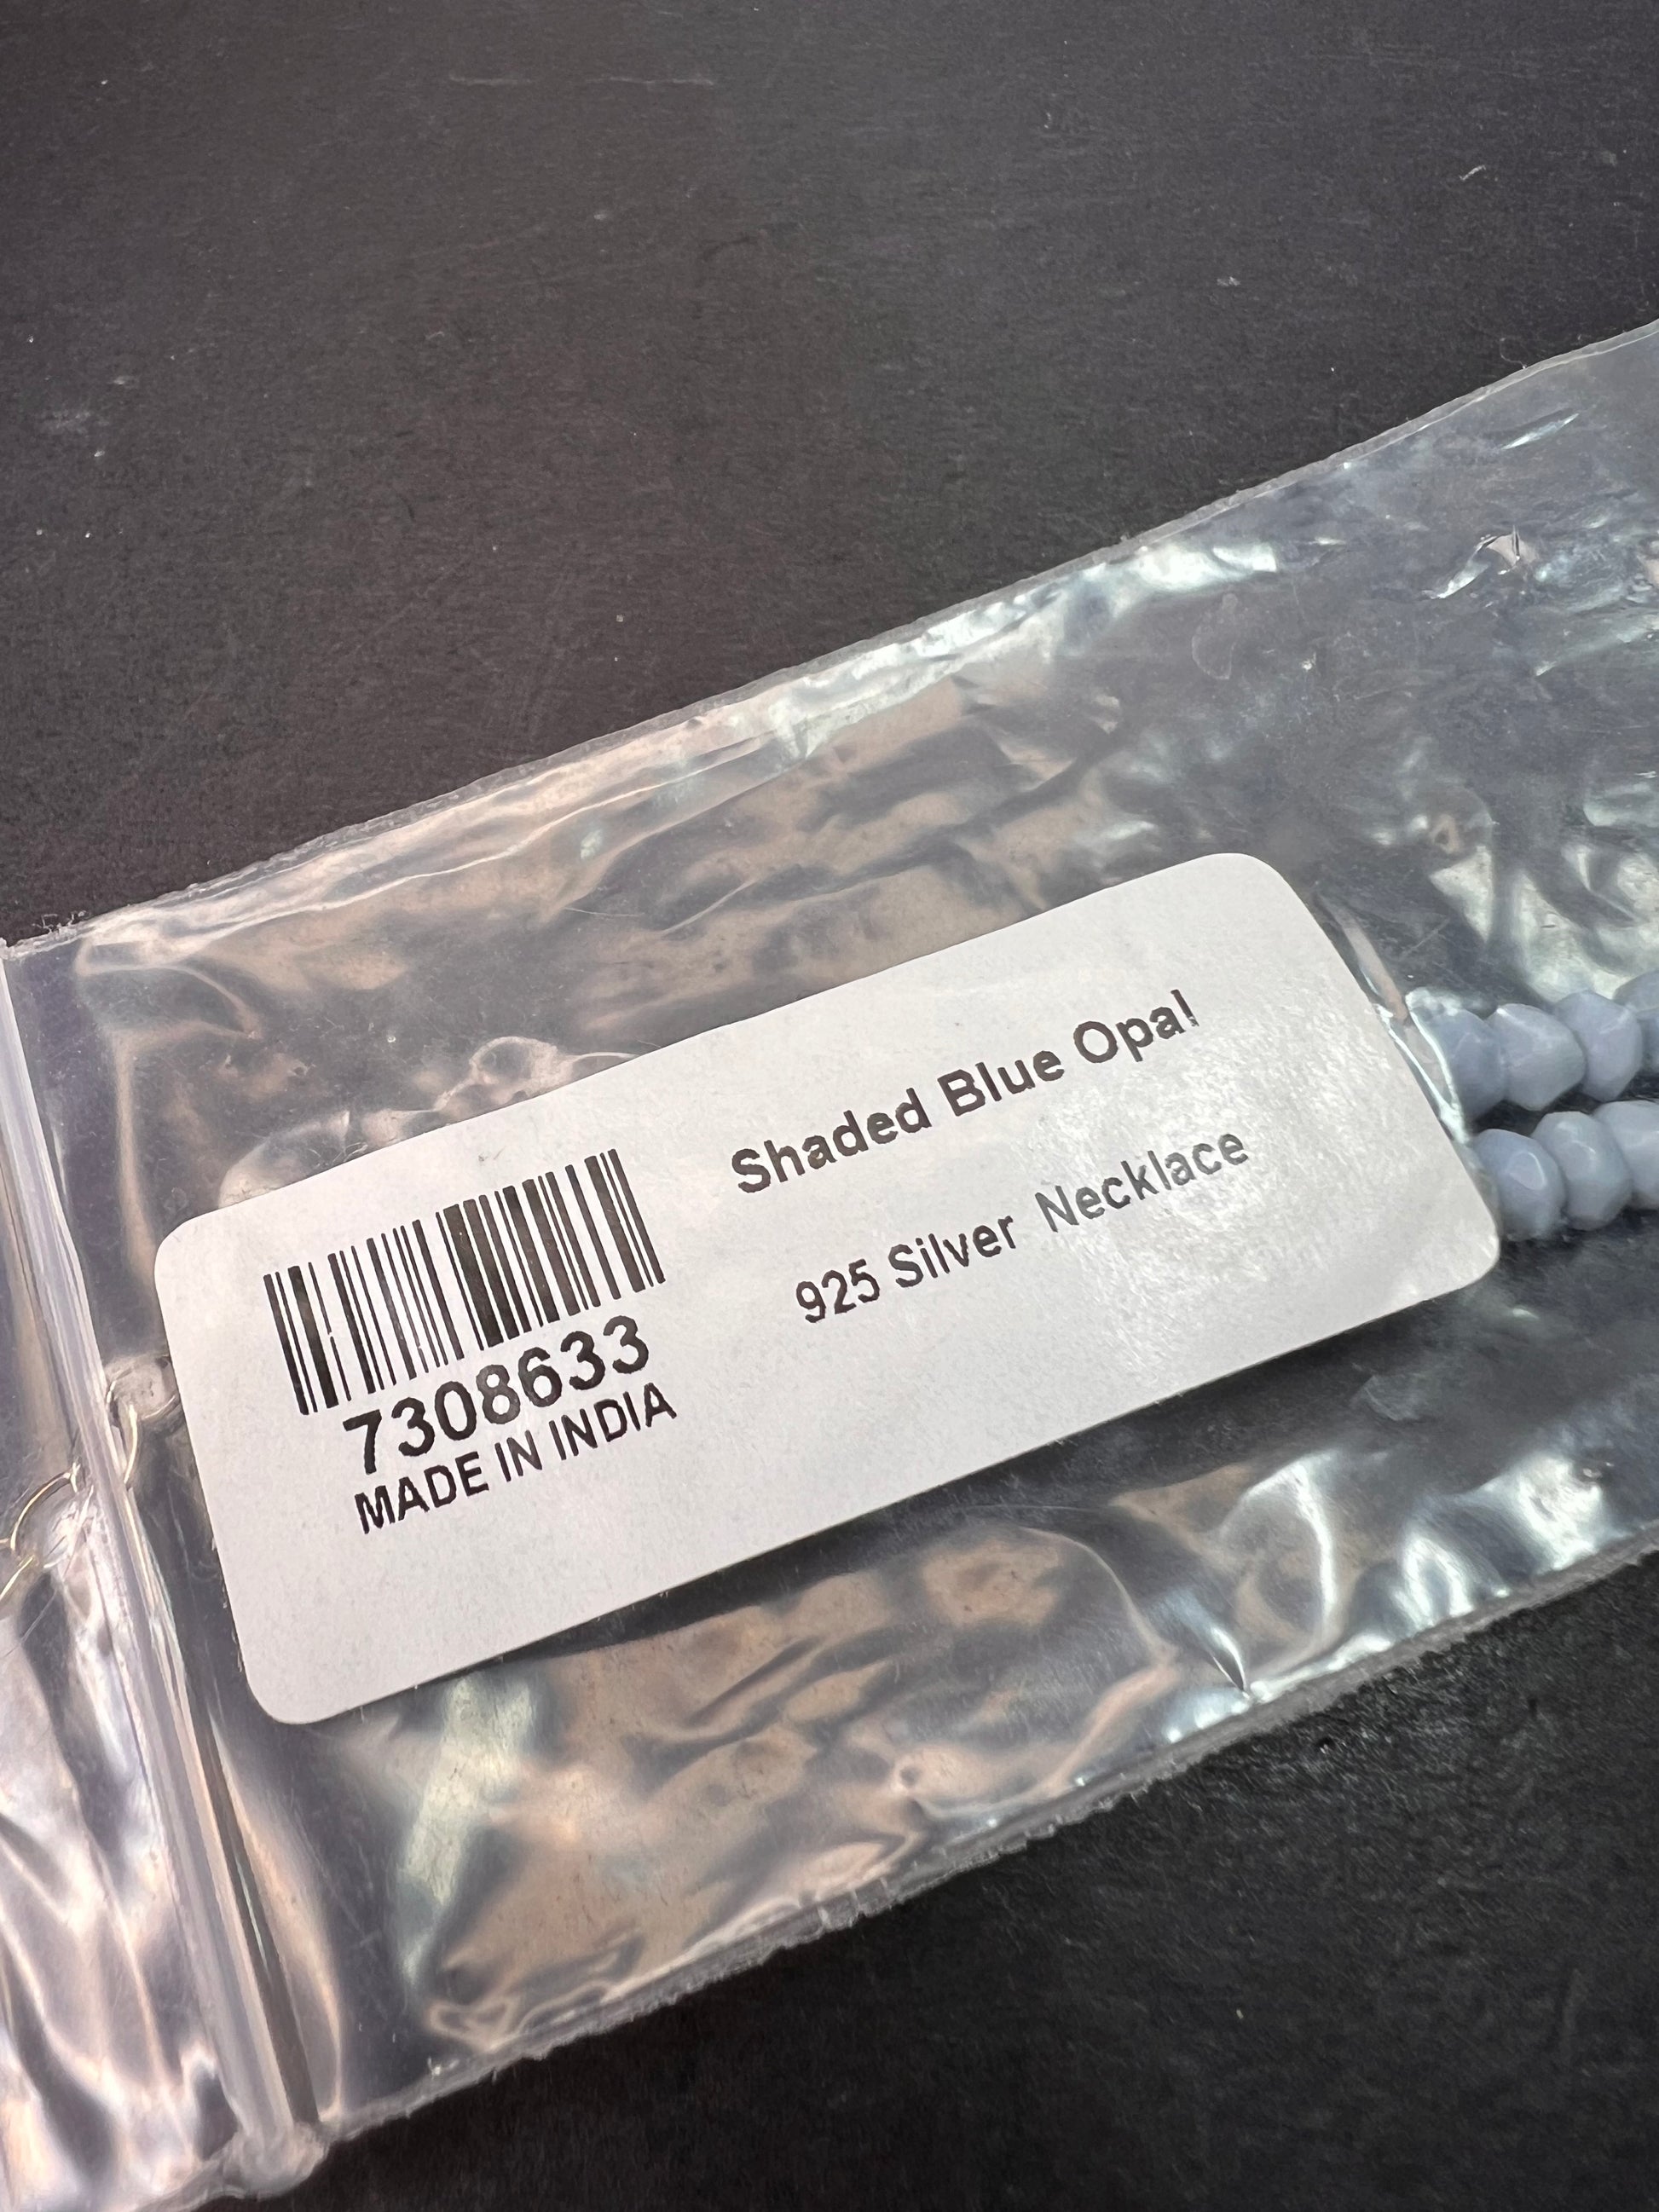 Shaded Blue Opal
925 Silver Necklace
7308633
MADE IN INDIA